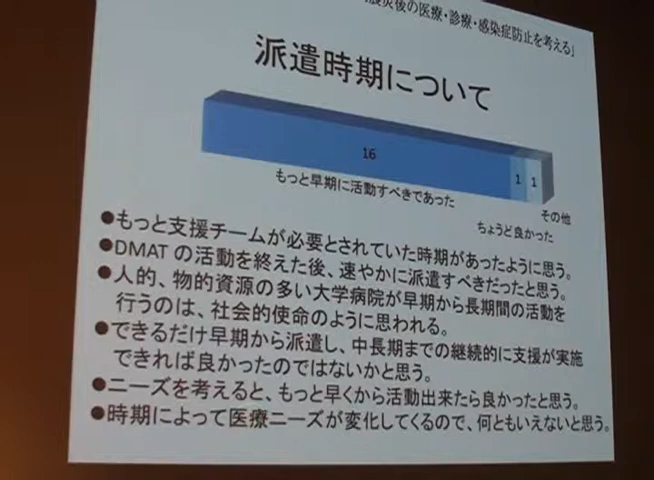 災後の医療・診療・感染症防止を考える」
派遣時期について
16
1
1
もっと早期に活動すべきであった
ちょうど良かった
その他
●もっと支援チームが必要とされていた時期があったように思う。
●DMATの活動を終えた後、速やかに派遣すべきだったと思う。
●人的、物的資源の多い大学病院が早期から長期間の活動を
行うのは、社会的使命のように思われる。
●できるだけ早期から派遣し、中長期までの継続的に支援が実施
できれば良かったのではないかと思う。
●ニーズを考えると、もっと早くから活動出来たら良かったと思う。
●時期によって医療ニーズが変化してくるので、何ともいえないと思う。